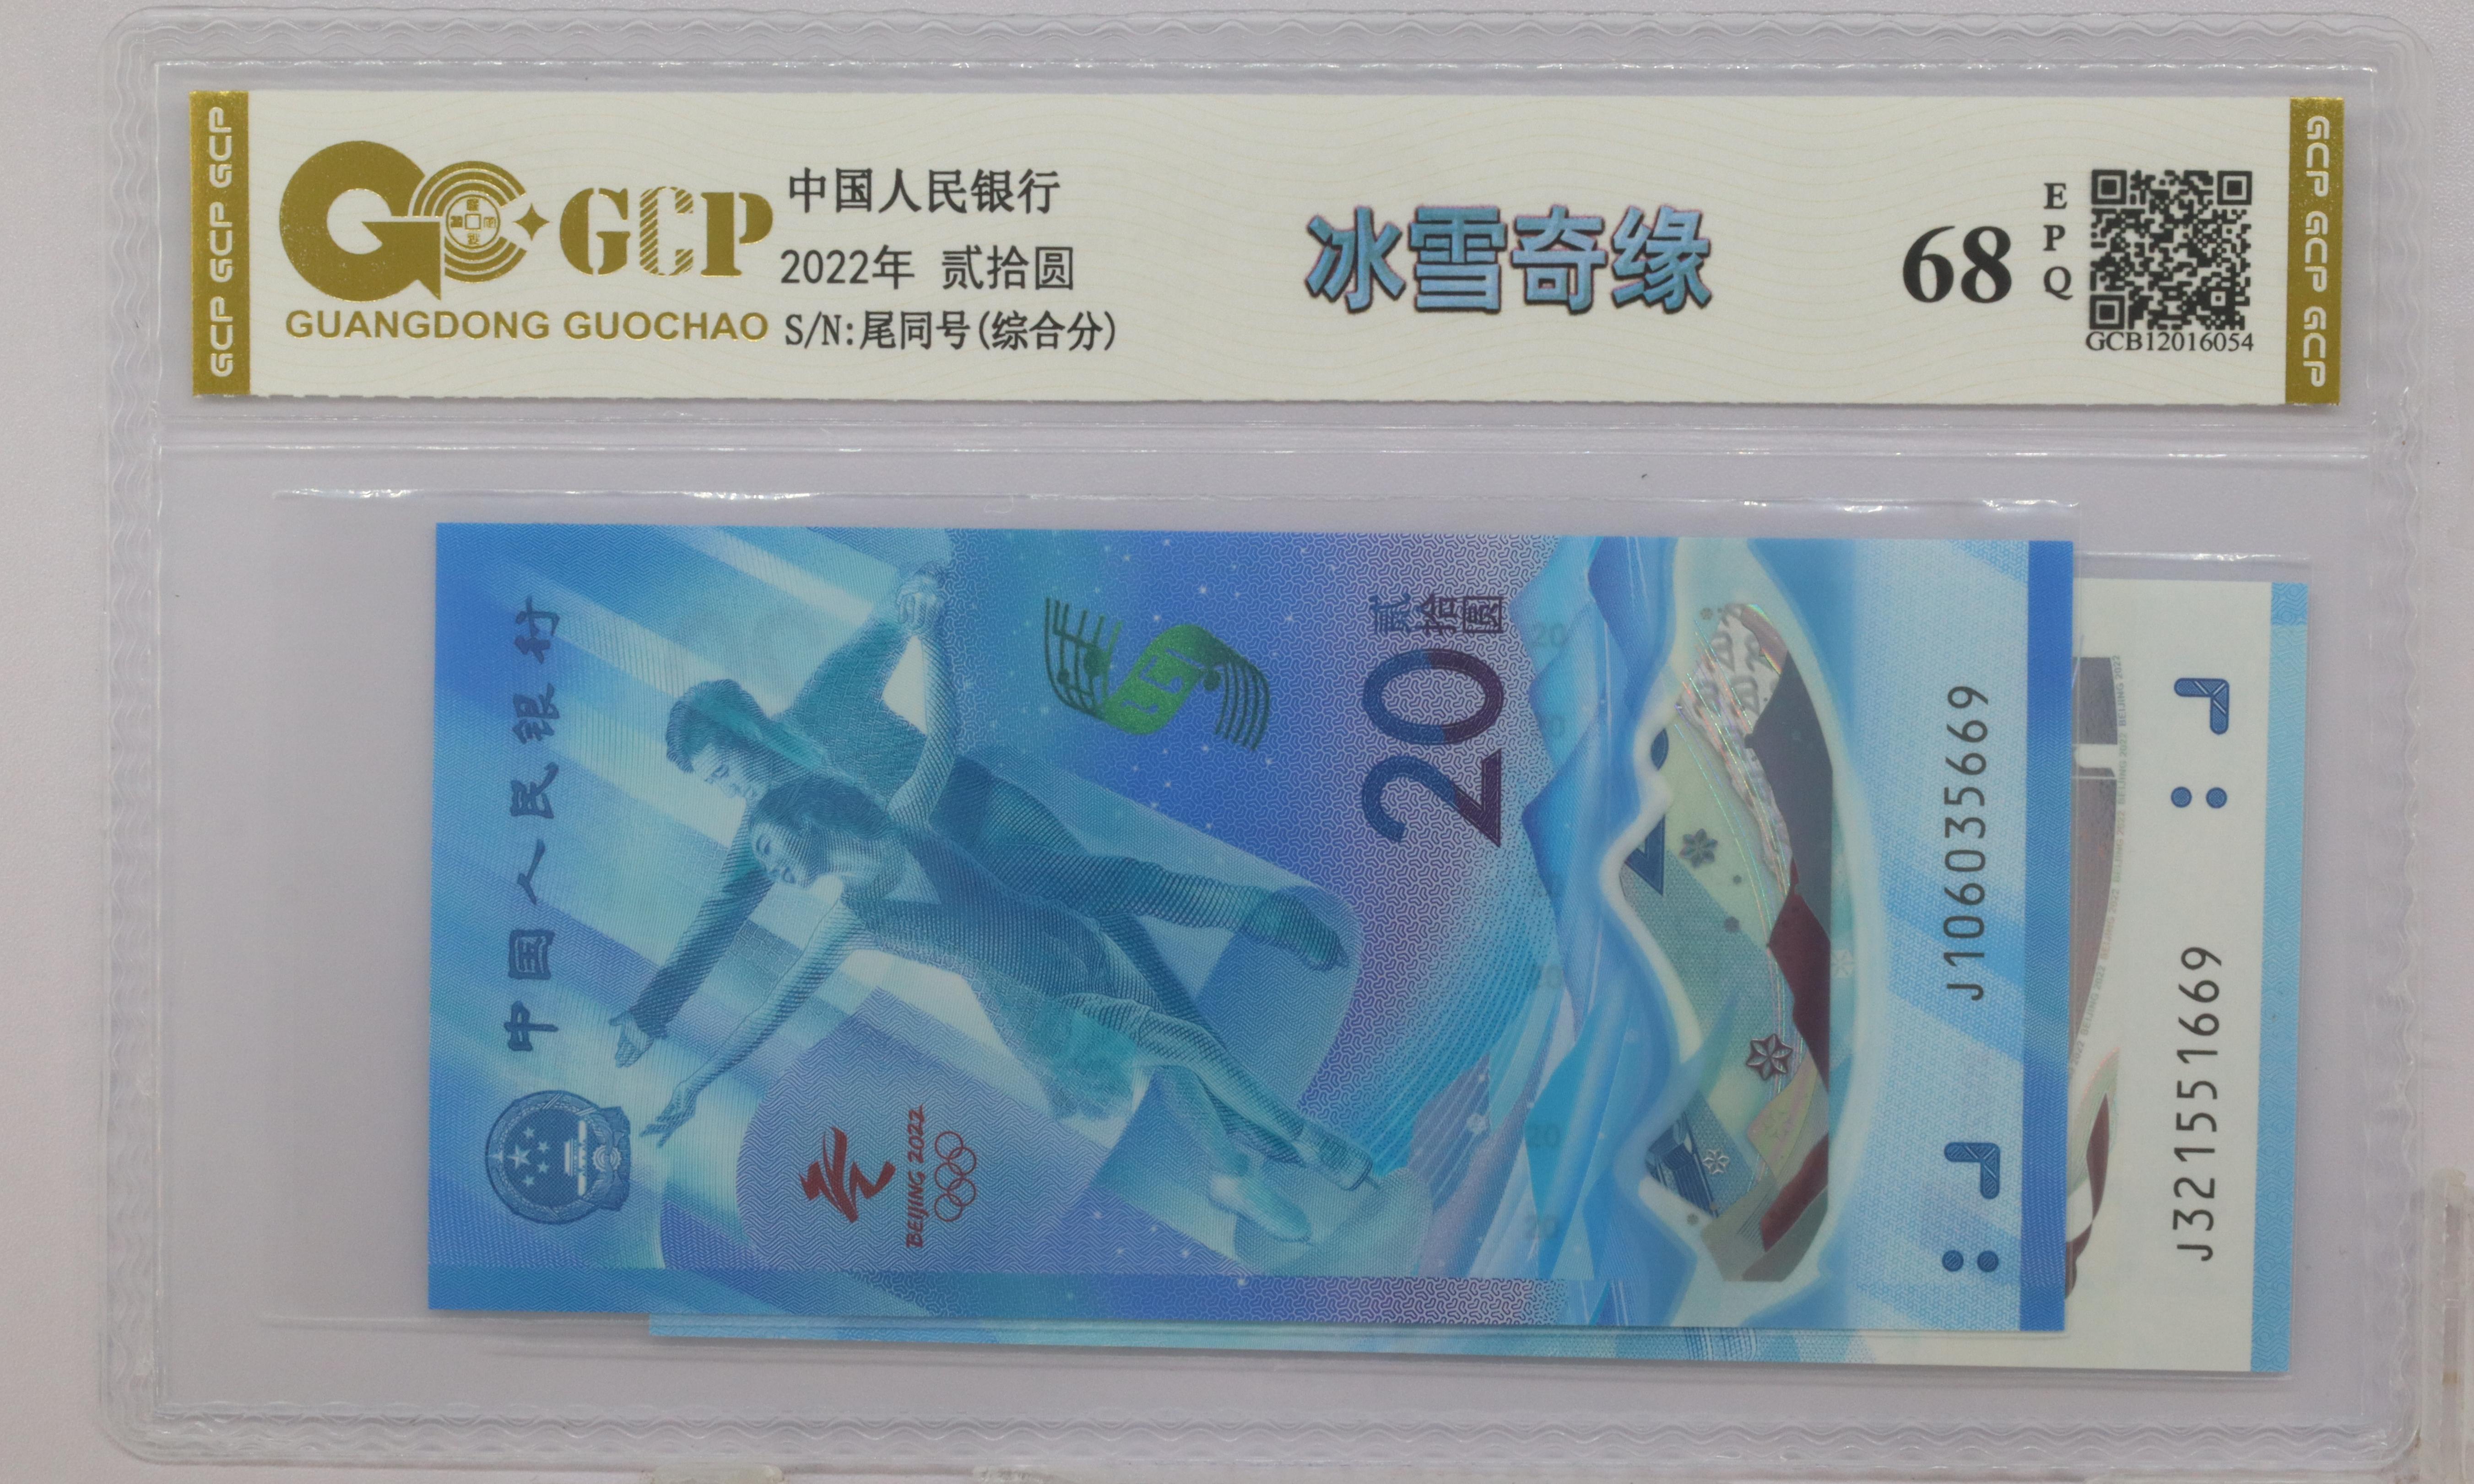 GCP GCP GCP
GCP
GUANGDONG GUOCHAO
中国人民银行
2022年 贰拾圆
S/N:尾同号(综合分)
冰雪奇缘
68
EPQ
GCB12016054
GCP GCP GCP
中国人民银行
BEIJING 2022
贰拾圆
20
J106035669
J321551669